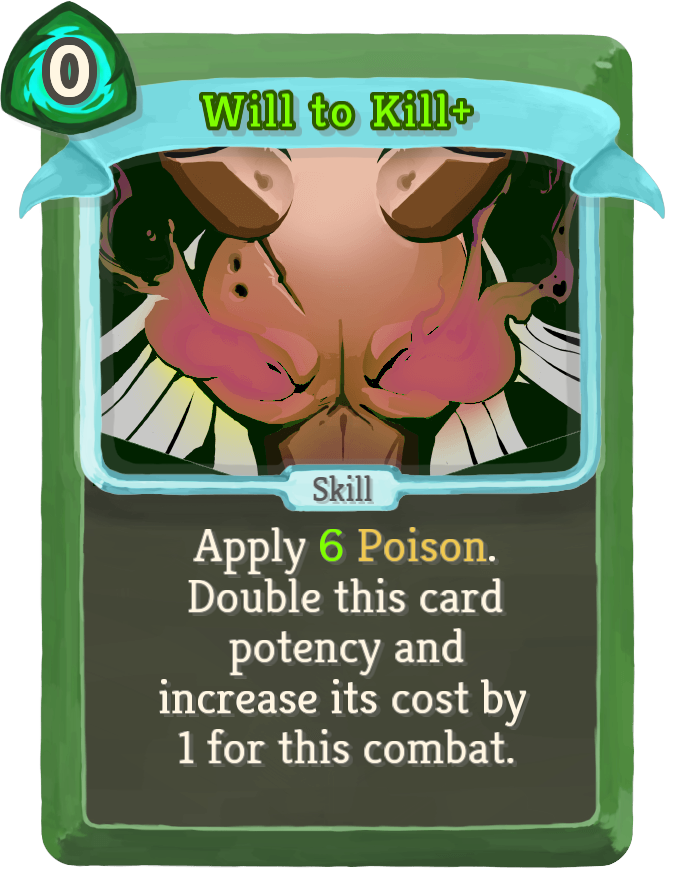 0
Will to Kill+
Skill
Apply 6 Poison.
Double this card
potency and
increase its cost by
1 for this combat.